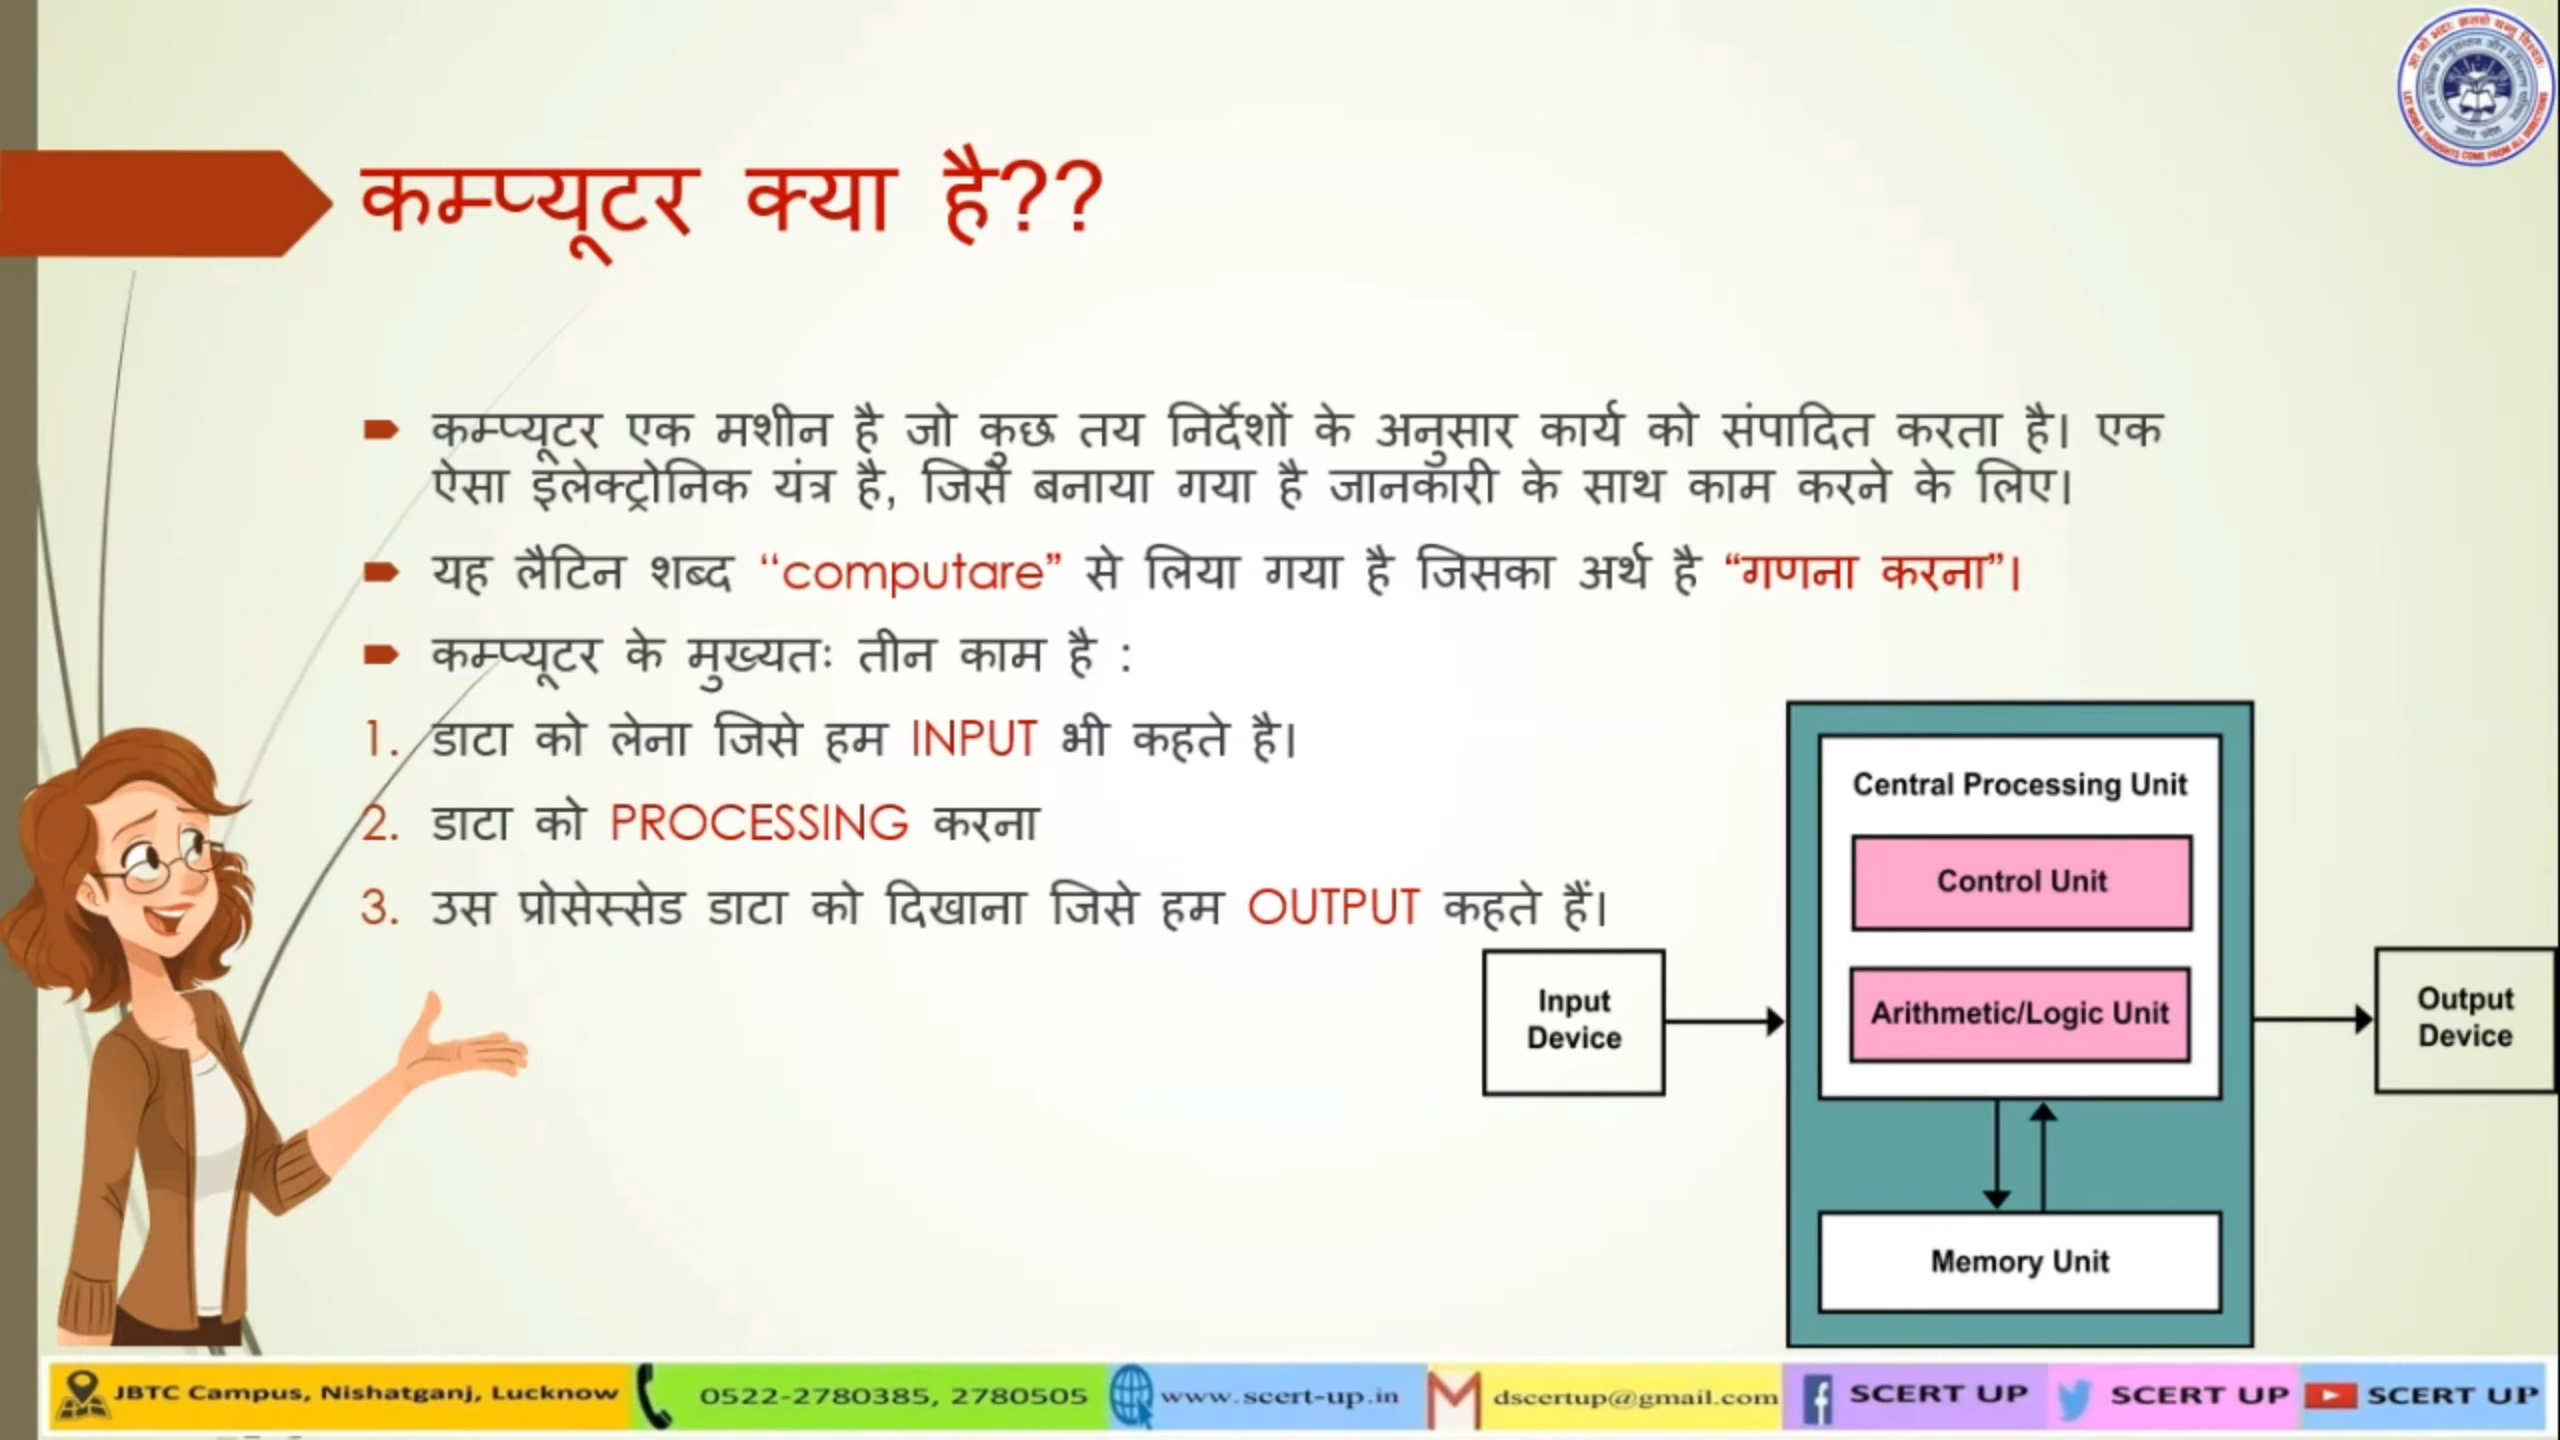 कम्प्यूटर क्या है??
कम्प्यूटर एक मशीन है जो कुछ तय निर्देशों के अनुसार कार्य को संपादित करता है। एक
ऐसा इलेक्ट्रोनिक यंत्र है, जिसे बनाया गया है जानकारी के साथ काम करने के लिए।
यह लैटिन शब्द “computare” से लिया गया है जिसका अर्थ है “गणना करना”।
कम्प्यूटर के मुख्यतः तीन काम है :
1. डाटा को लेना जिसे हम INPUT भी कहते है।
2. डाटा को PROCESSING करना
3. उस प्रोसेस्सेड डाटा को दिखाना जिसे हम OUTPUT कहते हैं।
Input
Device
Central Processing Unit
Control Unit
Arithmetic/Logic Unit
Memory Unit
Output
Device
JBTC Campus, Nishatganj, Lucknow
0522-2780385, 2780505
www.scert-up.in
dscertup@gmail.com
SCERT UP
SCERT UP
SCERT UP